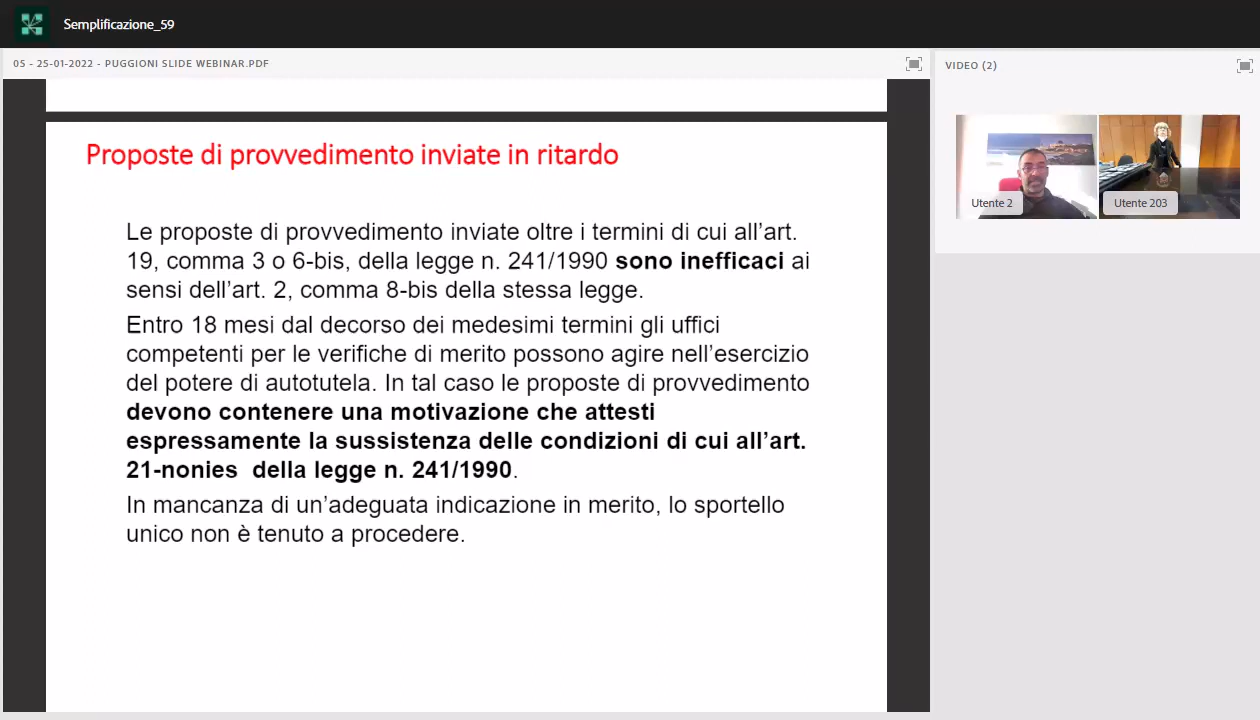 Semplificazione_59
05 - 25-01-2022 - PUGGIONI SLIDE WEBINAR.PDF
VIDEO (2)
Proposte di provvedimento inviate in ritardo
Le proposte di provvedimento inviate oltre i termini di cui all’art.
19, comma 3 o 6-bis, della legge n. 241/1990 sono inefficaci ai
sensi dell’art. 2, comma 8-bis della stessa legge.
Entro 18 mesi dal decorso dei medesimi termini gli uffici
competenti per le verifiche di merito possono agire nell’esercizio
del potere di autotutela. In tal caso le proposte di provvedimento
devono contenere una motivazione che attesti
espressamente la sussistenza delle condizioni di cui all’art.
21-nonies della legge n. 241/1990.
In mancanza di un’adeguata indicazione in merito, lo sportello
unico non è tenuto a procedere.
Utente 2
Utente 203